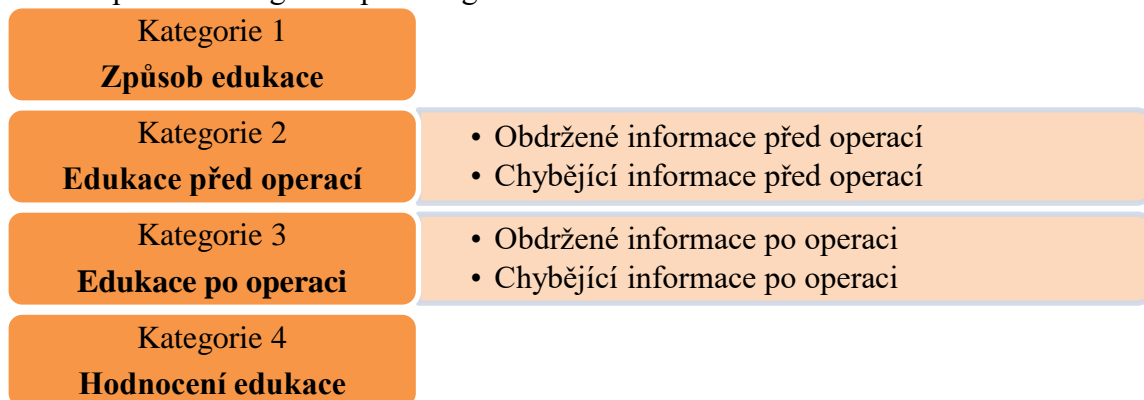 Kategorie 1
Způsob edukace
Kategorie 2
Edukace před operací
• Obdržené informace před operací
• Chybějící informace před operací
Kategorie 3
Edukace po operaci
• Obdržené informace po operaci
• Chybějící informace po operaci
Kategorie 4
Hodnocení edukace